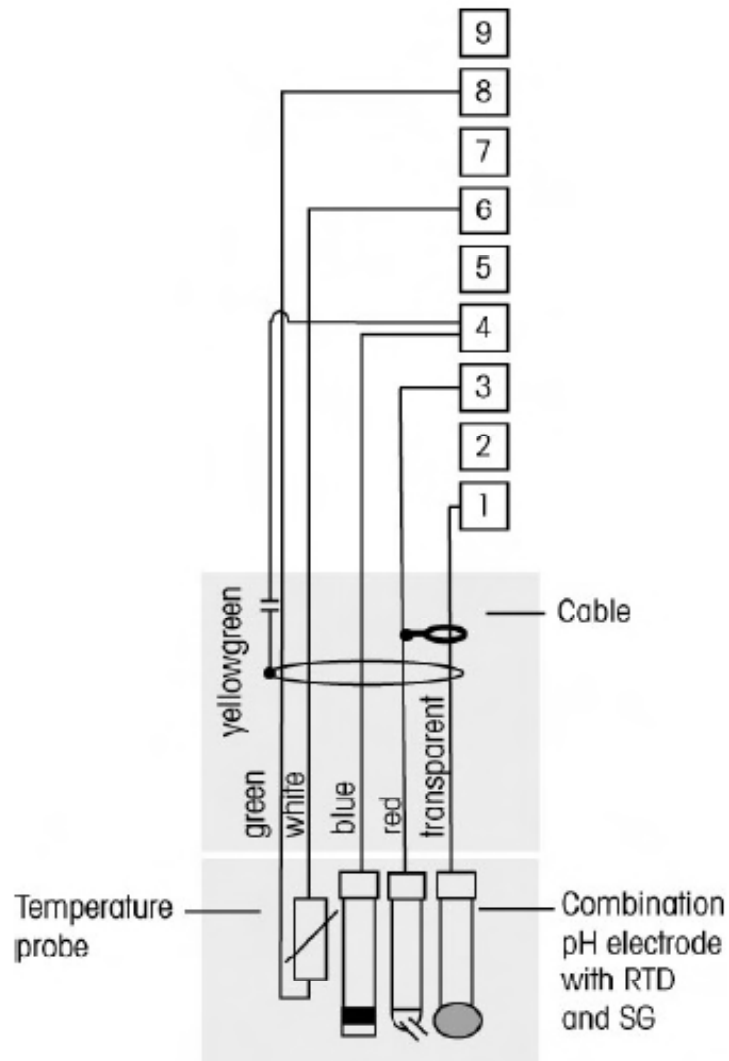 9
8
7
6
5
4
3
2
1
Cable
yellowgreen
green
white
blue
red
transparent
Temperature
probe
Combination
pH electrode
with RTD
and SG